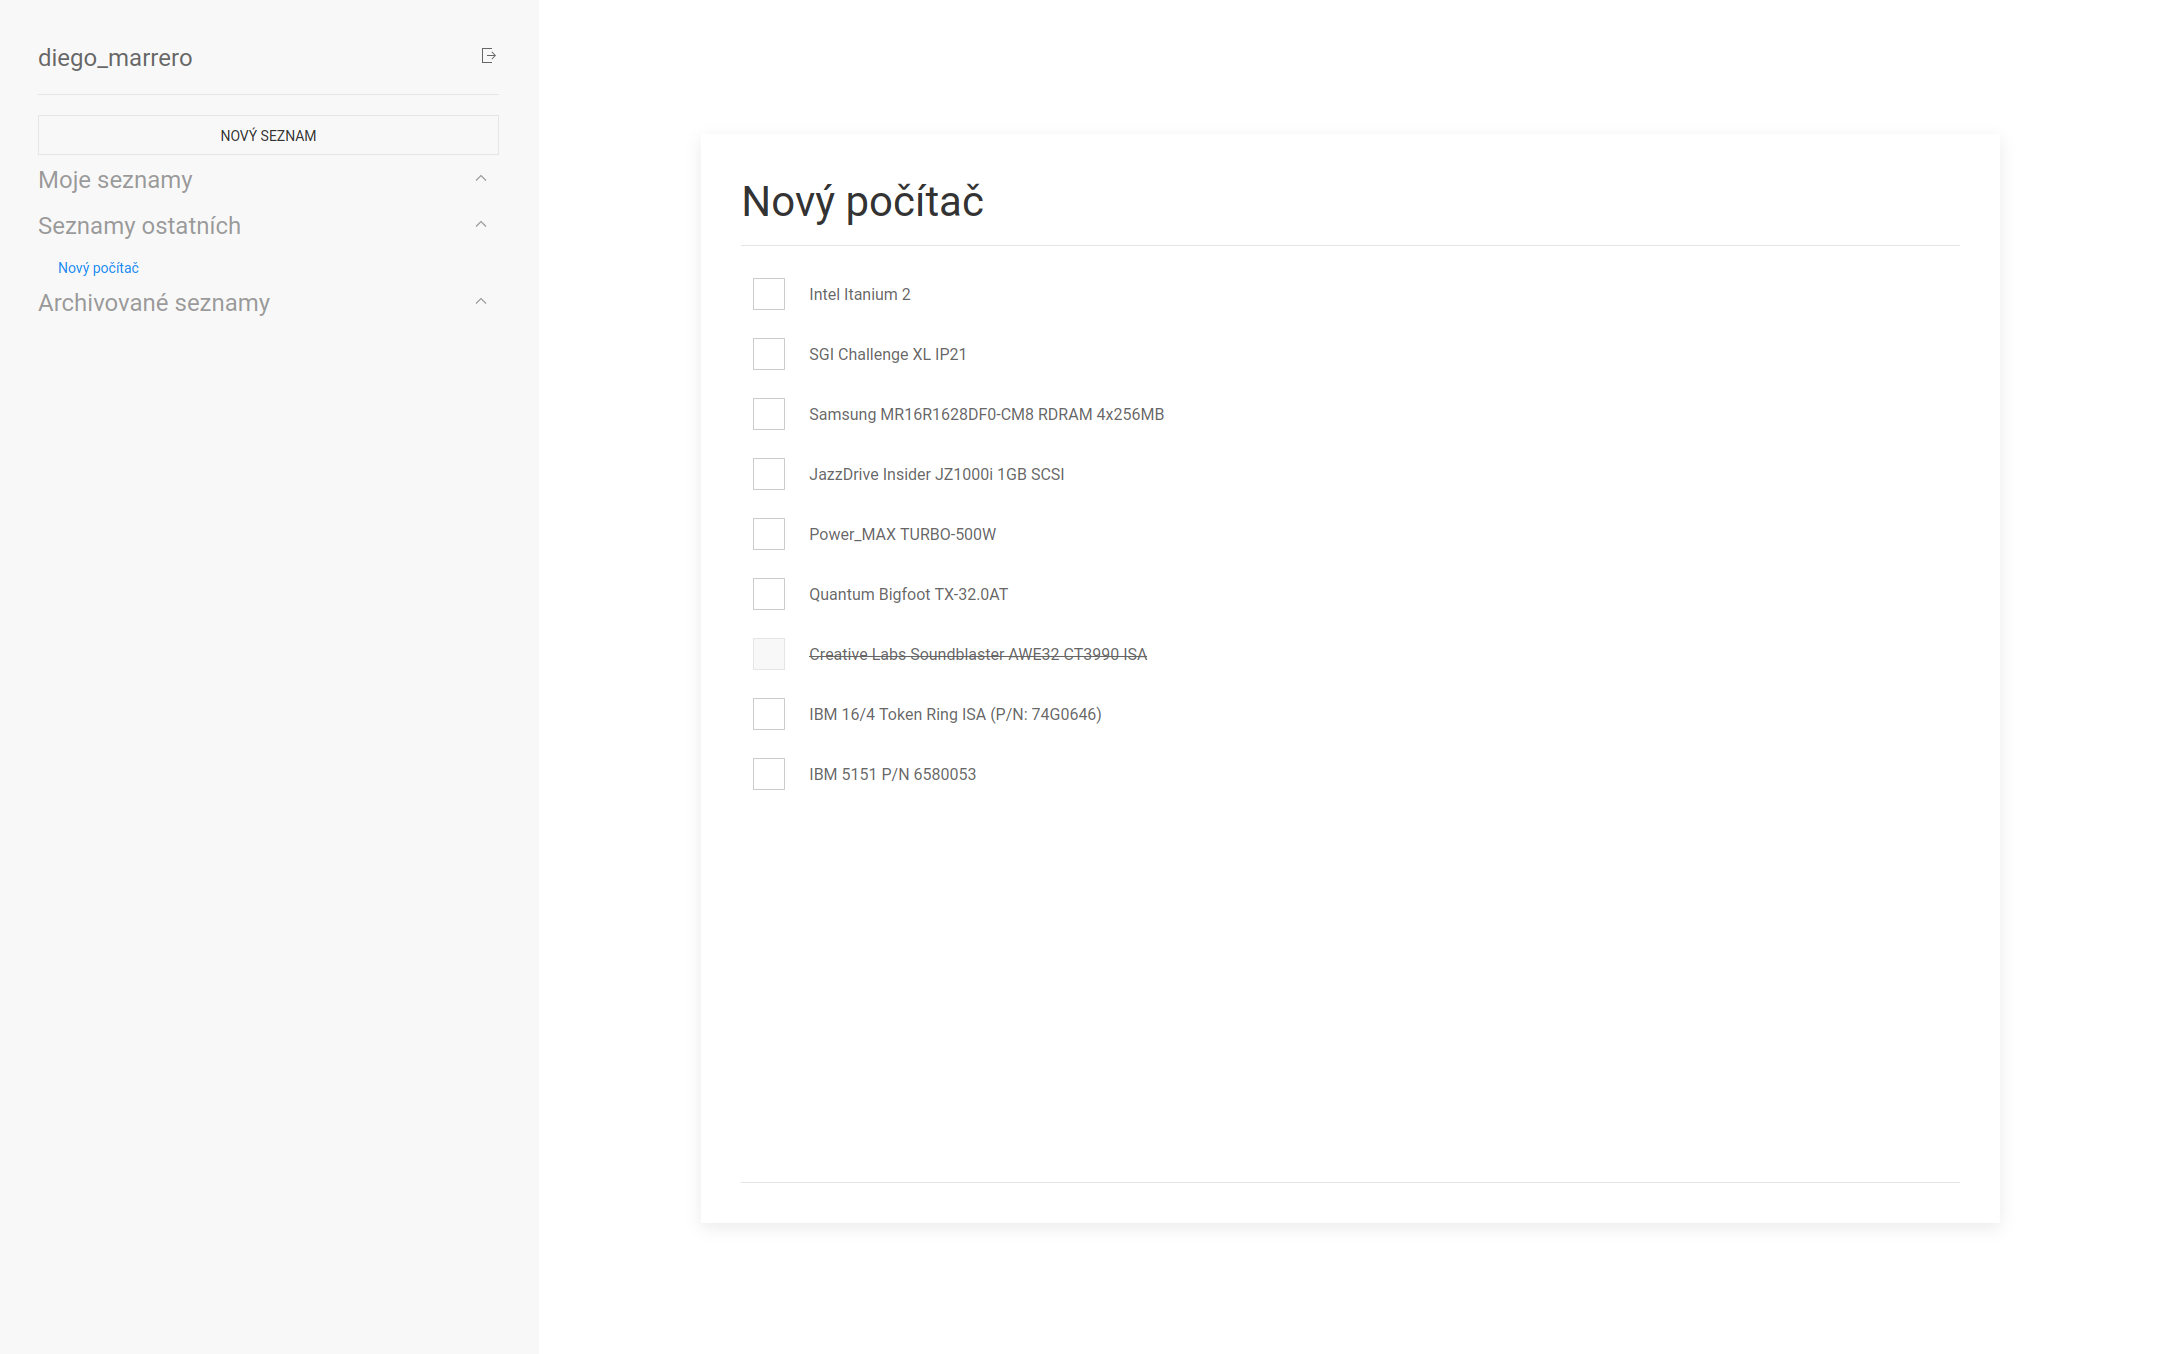 diego_marrero
NOVÝ SEZNAM
Moje seznamy
Seznamy ostatních
Nový počítač
Archivované seznamy
Nový počítač
Intel Itanium 2
SGI Challenge XL IP21
Samsung MR16R1628DF0-CM8 RDRAM 4x256MB
JazzDrive Insider JZ1000i 1GB SCSI
Power_MAX TURBO-500W
Quantum Bigfoot TX-32.0AT
Creative Labs Soundblaster AWE32 CT3990 ISA
IBM 16/4 Token Ring ISA (P/N: 74G0646)
IBM 5151 P/N 6580053